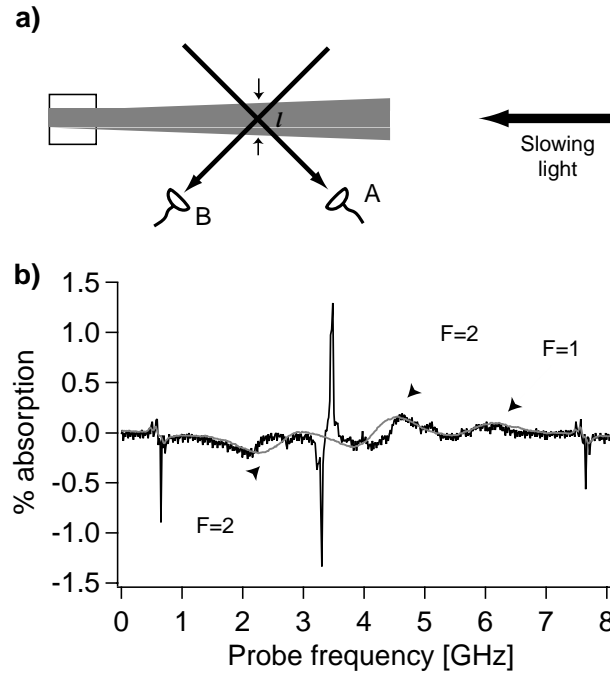 a)
l
Slowing
light
B
A
b)
1.5
1.0
0.5
0.0
-0.5
-1.0
-1.5
% absorption
F=2
F=1
F=2
0 1 2 3 4 5 6 7 8
Probe frequency [GHz]